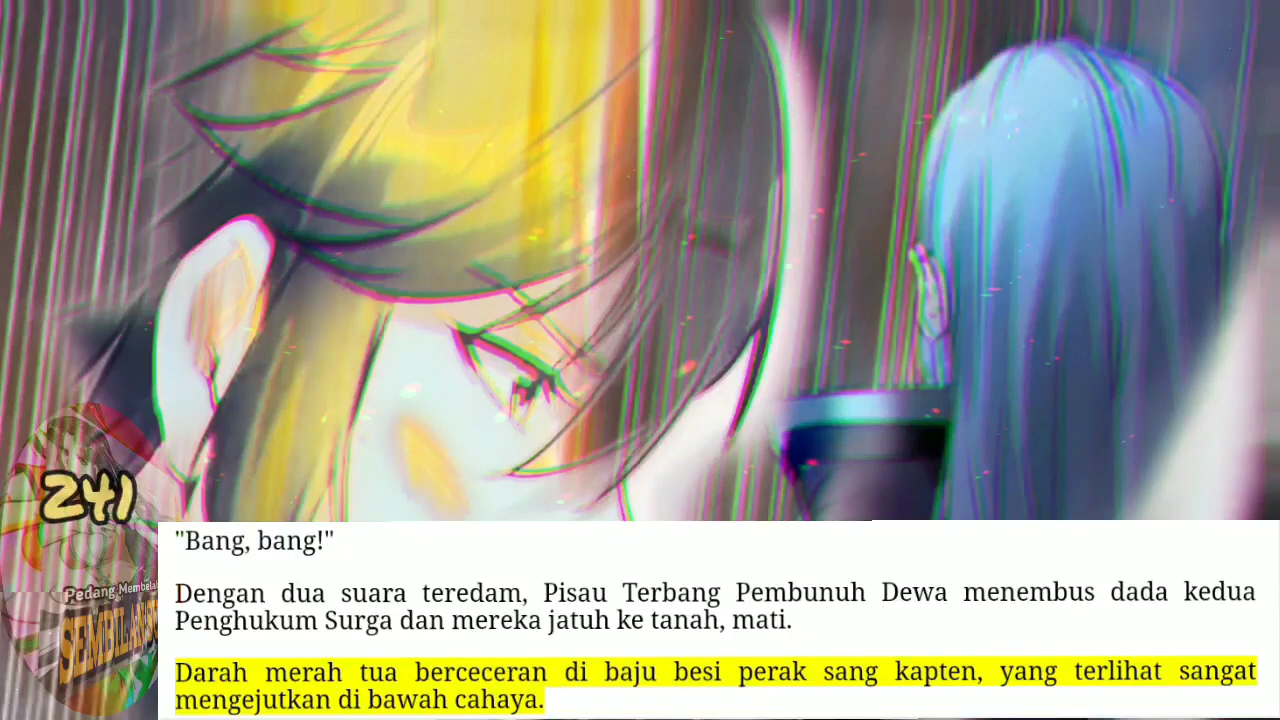 241
Pedang Membelah
SEMBILAN
"Bang, bang!"
Dengan dua suara teredam, Pisau Terbang Pembunuh Dewa menembus dada kedua
Penghukum Surga dan mereka jatuh ke tanah, mati.
Darah merah tua berceceran di baju besi perak sang kapten, yang terlihat sangat
mengejutkan di bawah cahaya.